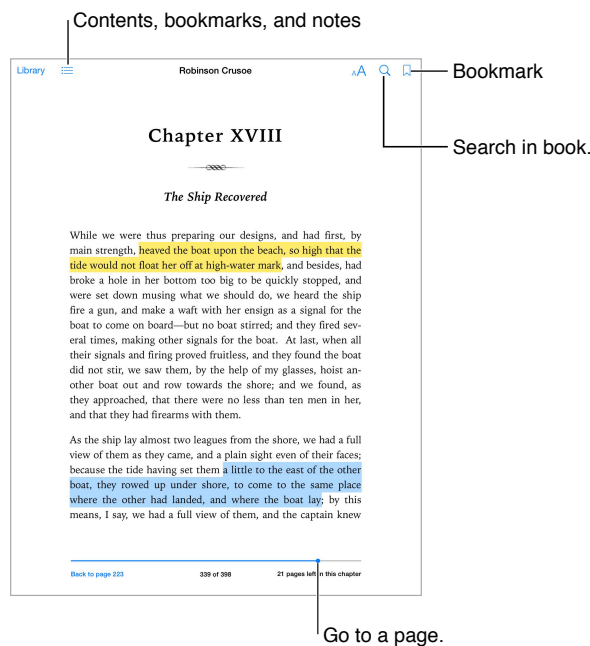 Contents, bookmarks, and notes
Library
Robinson Crusoe
AA
Bookmark
Search in book.
Chapter XVIII
The Ship Recovered
While we were thus preparing our designs, and had first, by
main strength, heaved the boat upon the beach, so high that the
tide would not float her off at high-water mark, and besides, had
broke a hole in her bottom too big to be quickly stopped, and
were set down musing what we should do, we heard the ship
fire a gun, and make a waft with her ensign as a signal for the
boat to come on board—but no boat stirred; and they fired sev-
eral times, making other signals for the boat. At last, when all
their signals and firing proved fruitless, and they found the boat
did not stir, we saw them, by the help of my glasses, hoist an-
other boat out and row towards the shore; and we found, as
they approached, that there were no less than ten men in her,
and that they had firearms with them.
As the ship lay almost two leagues from the shore, we had a full
view of them as they came, and a plain sight even of their faces;
because the tide having set them a little to the east of the other
boat, they rowed up under shore, to come to the same place
where the other had landed, and where the boat lay; by this
means, I say, we had a full view of them, and the captain knew
Back to page 223
339 of 398
21 pages left in this chapter
Go to a page.